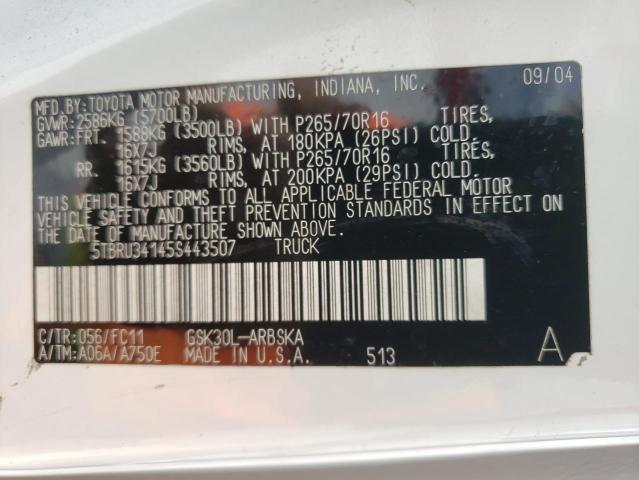 09/04
MFD.BY:TOYOTA MOTOR MANUFACTURING, INDIANA, INC.
GVWR:2586KG (5700LB)
GAWR:FRT. 1588KG (3500LB) WITH P265/70R16 TIRES,
16X7J RIMS, AT 180KPA (26PSI) COLD.
RR. 1615KG (3560LB) WITH P265/70R16 TIRES,
16X7J RIMS, AT 200KPA (29PSI) COLD.
THIS VEHICLE CONFORMS TO ALL APPLICABLE FEDERAL MOTOR
VEHICLE SAFETY AND THEFT PREVENTION STANDARDS IN EFFECT ON
THE DATE OF MANUFACTURE SHOWN ABOVE.
5TBRU34145S443507 TRUCK
C/TR:056/FC11 GSK30L-ARBSKA
A/TM:A06A/A750E MADE IN U.S.A. 513 A